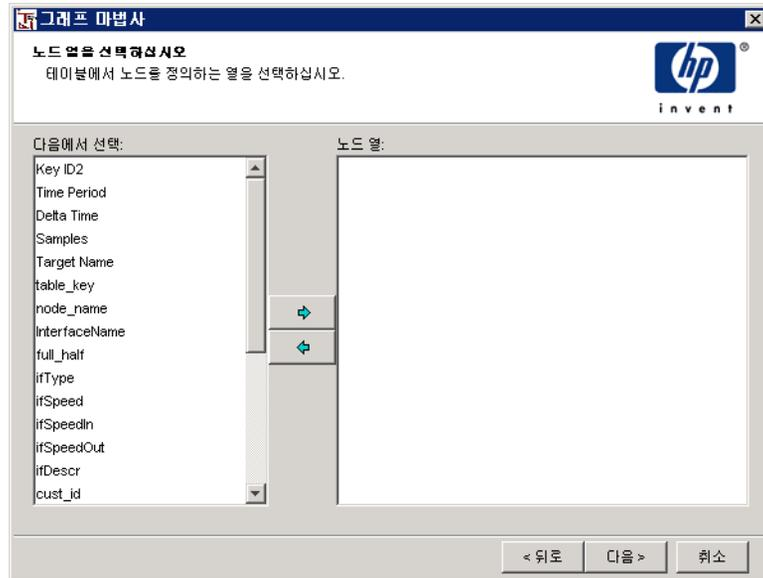 그래프 마법사
노드 열을 선택하십시오
테이블에서 노드를 정의하는 열을 선택하십시오.
hp
®
invent
다음에서 선택:
노드 열:
Key ID2
Time Period
Delta Time
Samples
Target Name
table_key
node_name
InterfaceName
full_half
ifType
ifSpeed
ifSpeedIn
ifSpeedOut
ifDescr
cust_id
< 뒤로
다음 >
취소